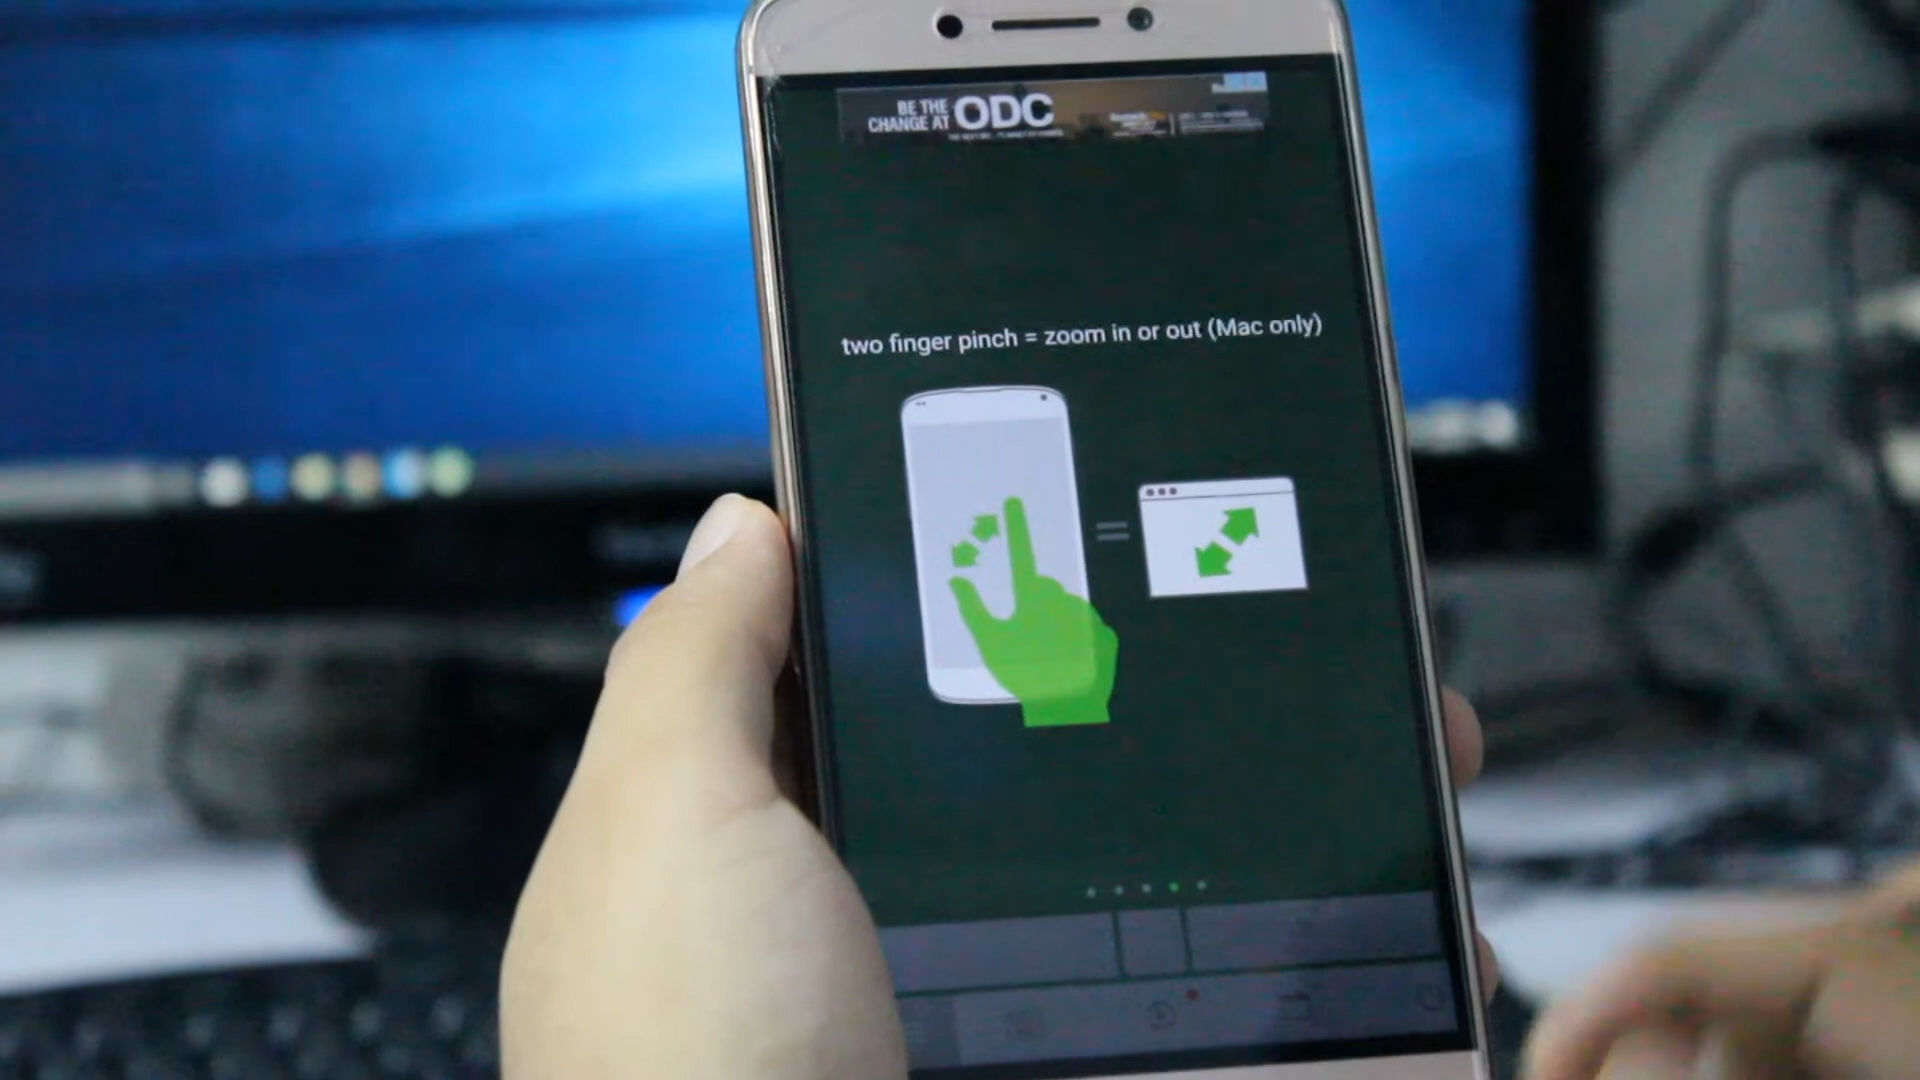 BE THE
CHANGE AT
ODC
two finger pinch = zoom in or out (Mac only)